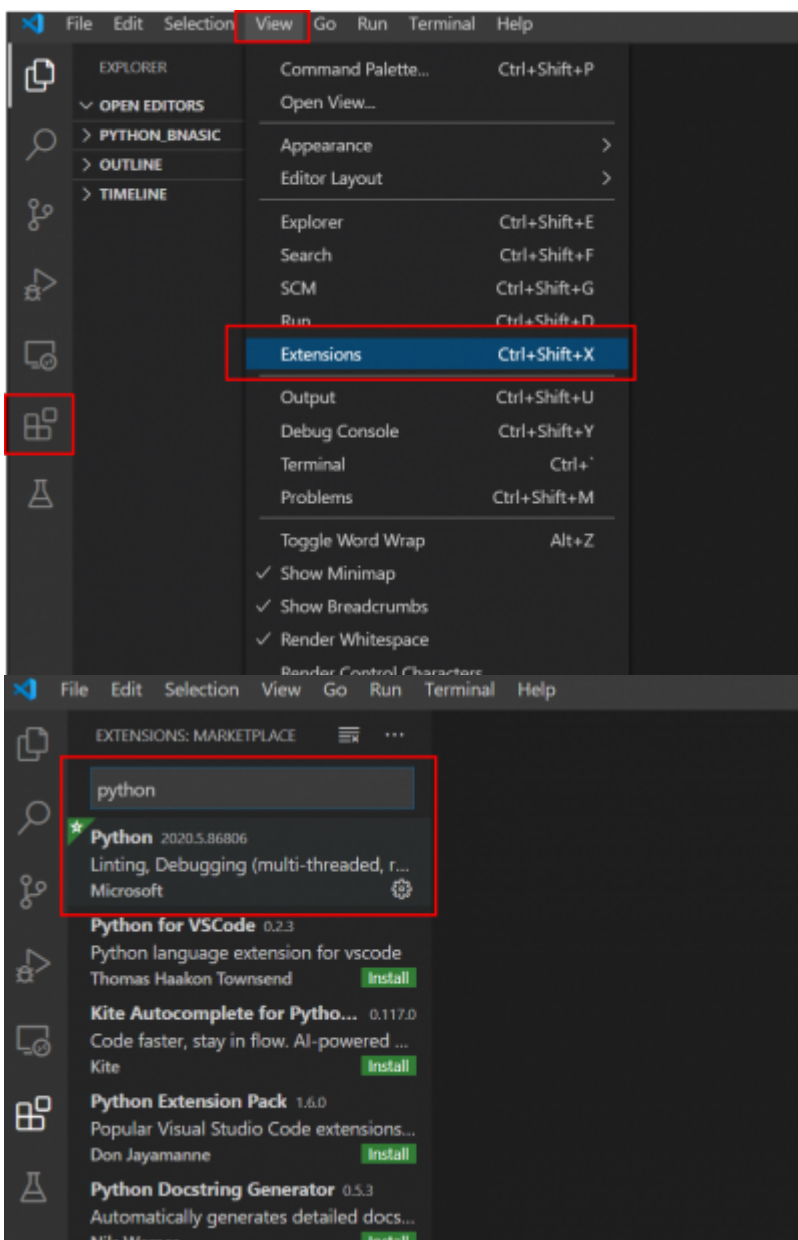 File Edit Selection View Go Run Terminal Help
EXPLORER
OPEN EDITORS
PYTHON_BNASIC
OUTLINE
TIMELINE
Command Palette... Ctrl+Shift+P
Open View...
Appearance
Editor Layout
Explorer Ctrl+Shift+E
Search Ctrl+Shift+F
SCM Ctrl+Shift+G
Run Ctrl+Shift+D
Extensions Ctrl+Shift+X
Output Ctrl+Shift+U
Debug Console Ctrl+Shift+Y
Terminal Ctrl+`
Problems Ctrl+Shift+M
Toggle Word Wrap Alt+Z
Show Minimap
Show Breadcrumbs
Render Whitespace
Render Control Characters
File Edit Selection View Go Run Terminal Help
EXTENSIONS: MARKETPLACE
python
Python 2020.5.86806
Linting, Debugging (multi-threaded, r...
Microsoft
Python for VSCode 0.2.3
Python language extension for vscode
Thomas Haakon Townsend Install
Kite Autocomplete for Pytho... 0.117.0
Code faster, stay in flow. AI-powered ...
Kite Install
Python Extension Pack 1.6.0
Popular Visual Studio Code extensions...
Don Jayamanne Install
Python Docstring Generator 0.5.3
Automatically generates detailed docs...
Install